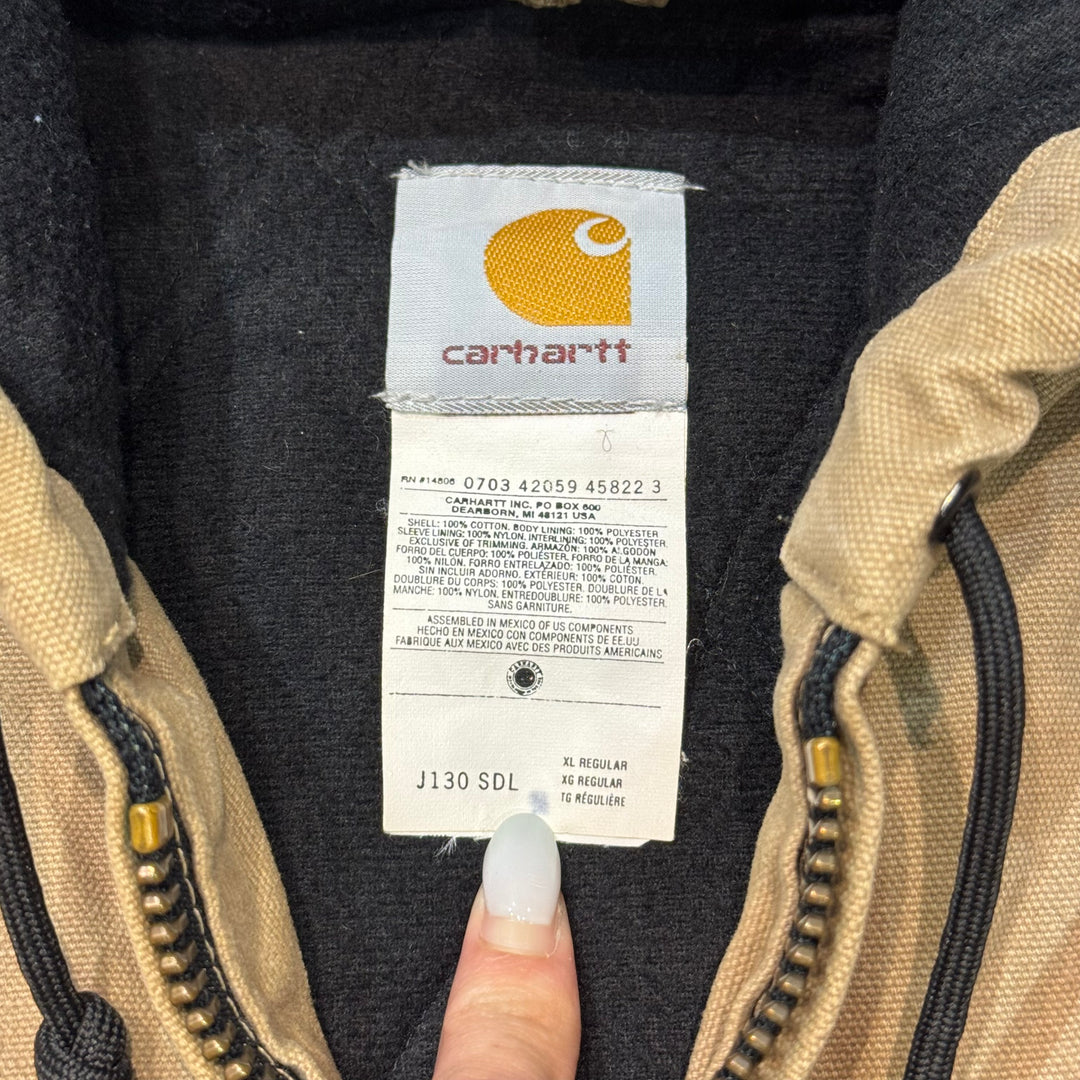 carhartt
RN #14806 0703 42059 45822 3
CARHARTT INC. PO BOX 600
DEARBORN, MI 48121 USA
SHELL: 100% COTTON. BODY LINING: 100% POLYESTER
SLEEVE LINING: 100% NYLON. INTERLINING: 100% POLYESTER.
EXCLUSIVE OF TRIMMING. ARMAZÓN: 100% ALGODÓN
FORRO DEL CUERPO: 100% POLIÉSTER. FORRO DE LA MANGA:
100% NILÓN. FORRO ENTRELAZADO: 100% POLIÉSTER.
SIN INCLUIR ADORNO. EXTÉRIEUR: 100% COTON.
DOUBLURE DU CORPS: 100% POLYESTER. DOUBLURE DE LA
MANCHE: 100% NYLON. ENTREDOUBLURE: 100% POLYESTER.
SANS GARNITURE.
ASSEMBLED IN MEXICO OF US COMPONENTS
HECHO EN MÉXICO CON COMPONENTS DE EE.UU
FABRIQUE AUX MEXICO AVEC DES PRODUITS AMERICAINS
J130 SDL
XL REGULAR
XG REGULAR
TG RÉGULIÈRE